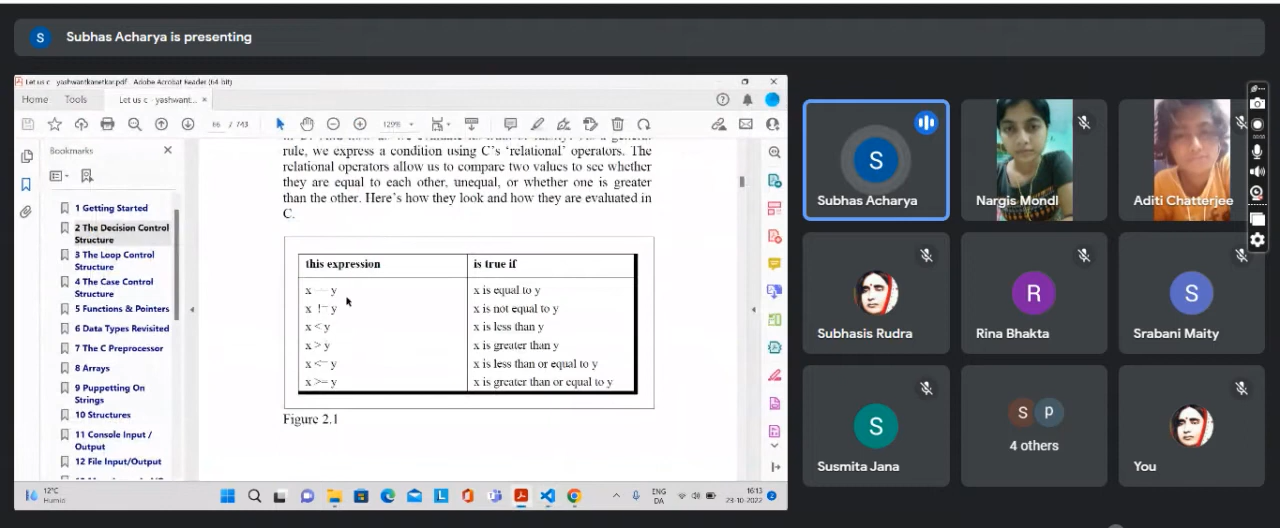 S Subhas Acharya is presenting
Let us c - yashwantkanetkar.pdf - Adobe Acrobat Reader (64-bit)
Home Tools Let us c - yashwant... ×
86 / 743 129%
Bookmarks
1 Getting Started
2 The Decision Control
Structure
3 The Loop Control
Structure
4 The Case Control
Structure
5 Functions & Pointers
6 Data Types Revisited
7 The C Preprocessor
8 Arrays
9 Puppetting On
Strings
10 Structures
11 Console Input /
Output
12 File Input/Output
rule, we express a condition using C's 'relational' operators. The
relational operators allow us to compare two values to see whether
they are equal to each other, unequal, or whether one is greater
than the other. Here's how they look and how they are evaluated in
C.
this expression is true if
x == y x is equal to y
x != y x is not equal to y
x < y x is less than y
x > y x is greater than y
x <= y x is less than or equal to y
x >= y x is greater than or equal to y
Figure 2.1
12°C
Humid
ENG
DA
16:13
23-10-2022
2
S
Subhas Acharya
Nargis Mondl
Aditi Chatterjee
Subhasis Rudra
R
Rina Bhakta
S
Srabani Maity
S
Susmita Jana
S P
4 others
You